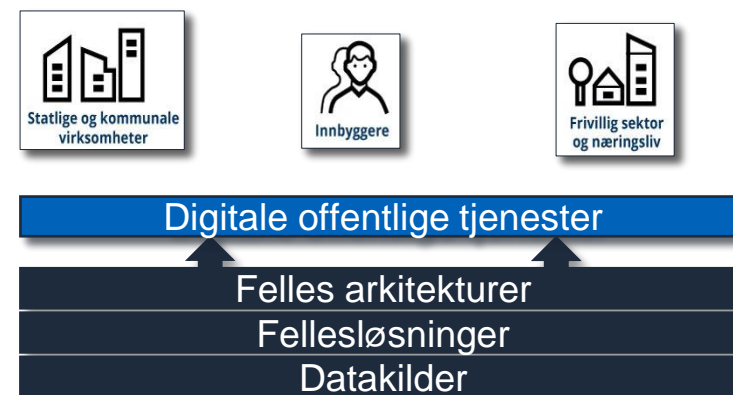 Statlige og kommunale
virksomheter
Innbyggere
Frivillig sektor
og næringsliv
Digitale offentlige tjenester
Felles arkitekturer
Fellesløsninger
Datakilder